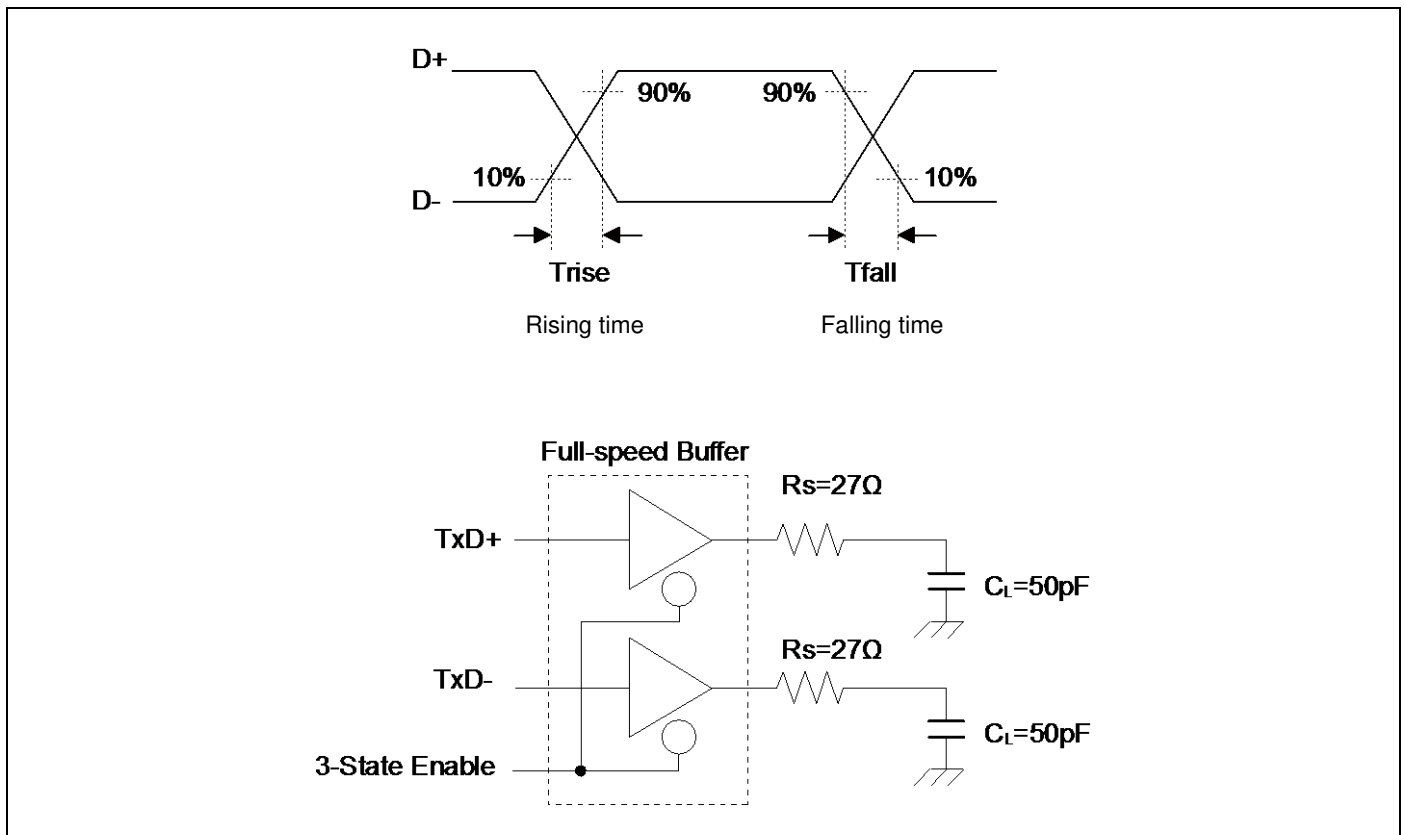 D+
90%
90%
10%
10%
D-
Trise
Tfall
Rising time
Falling time
Full-speed Buffer
Rs=27Ω
TxD+
CL=50pF
Rs=27Ω
TxD-
CL=50pF
3-State Enable